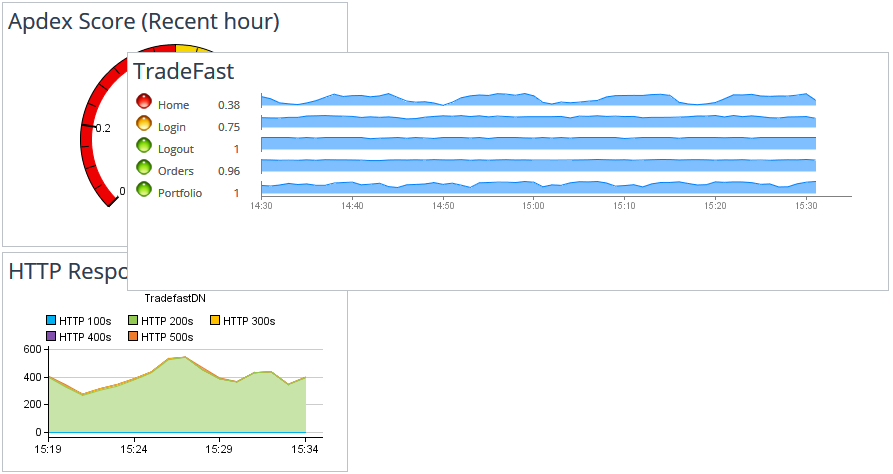 Apdex Score (Recent hour)
0.2
0
TradeFast
Home 0.38
Login 0.75
Logout 1
Orders 0.96
Portfolio 1
14:30 14:40 14:50 15:00 15:10 15:20 15:30
HTTP Respo
TradefastDN
HTTP 100s HTTP 200s HTTP 300s
HTTP 400s HTTP 500s
600
400
200
0
15:19 15:24 15:29 15:34